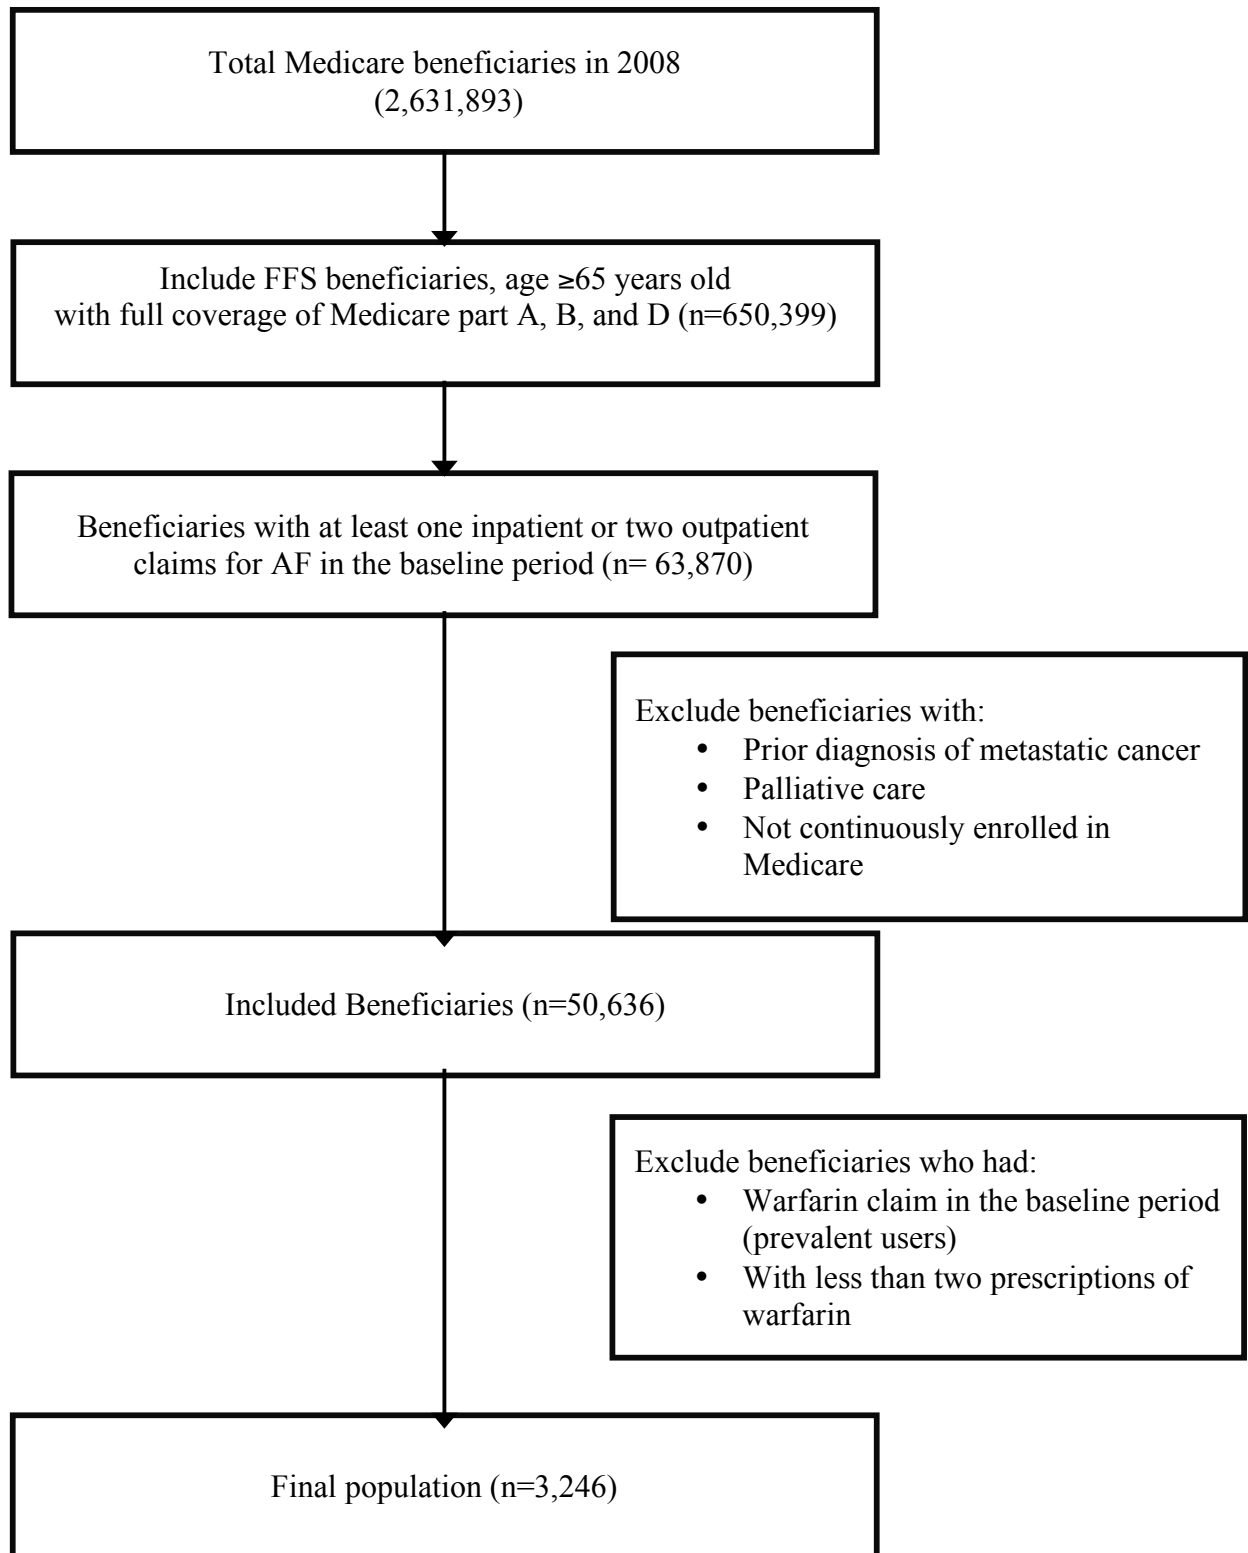 Total Medicare beneficiaries in 2008
(2,631,893)
Include FFS beneficiaries, age ≥65 years old
with full coverage of Medicare part A, B, and D (n=650,399)
Beneficiaries with at least one inpatient or two outpatient
claims for AF in the baseline period (n= 63,870)
Exclude beneficiaries with:
• Prior diagnosis of metastatic cancer
• Palliative care
• Not continuously enrolled in
Medicare
Included Beneficiaries (n=50,636)
Exclude beneficiaries who had:
• Warfarin claim in the baseline period
(prevalent users)
• With less than two prescriptions of
warfarin
Final population (n=3,246)